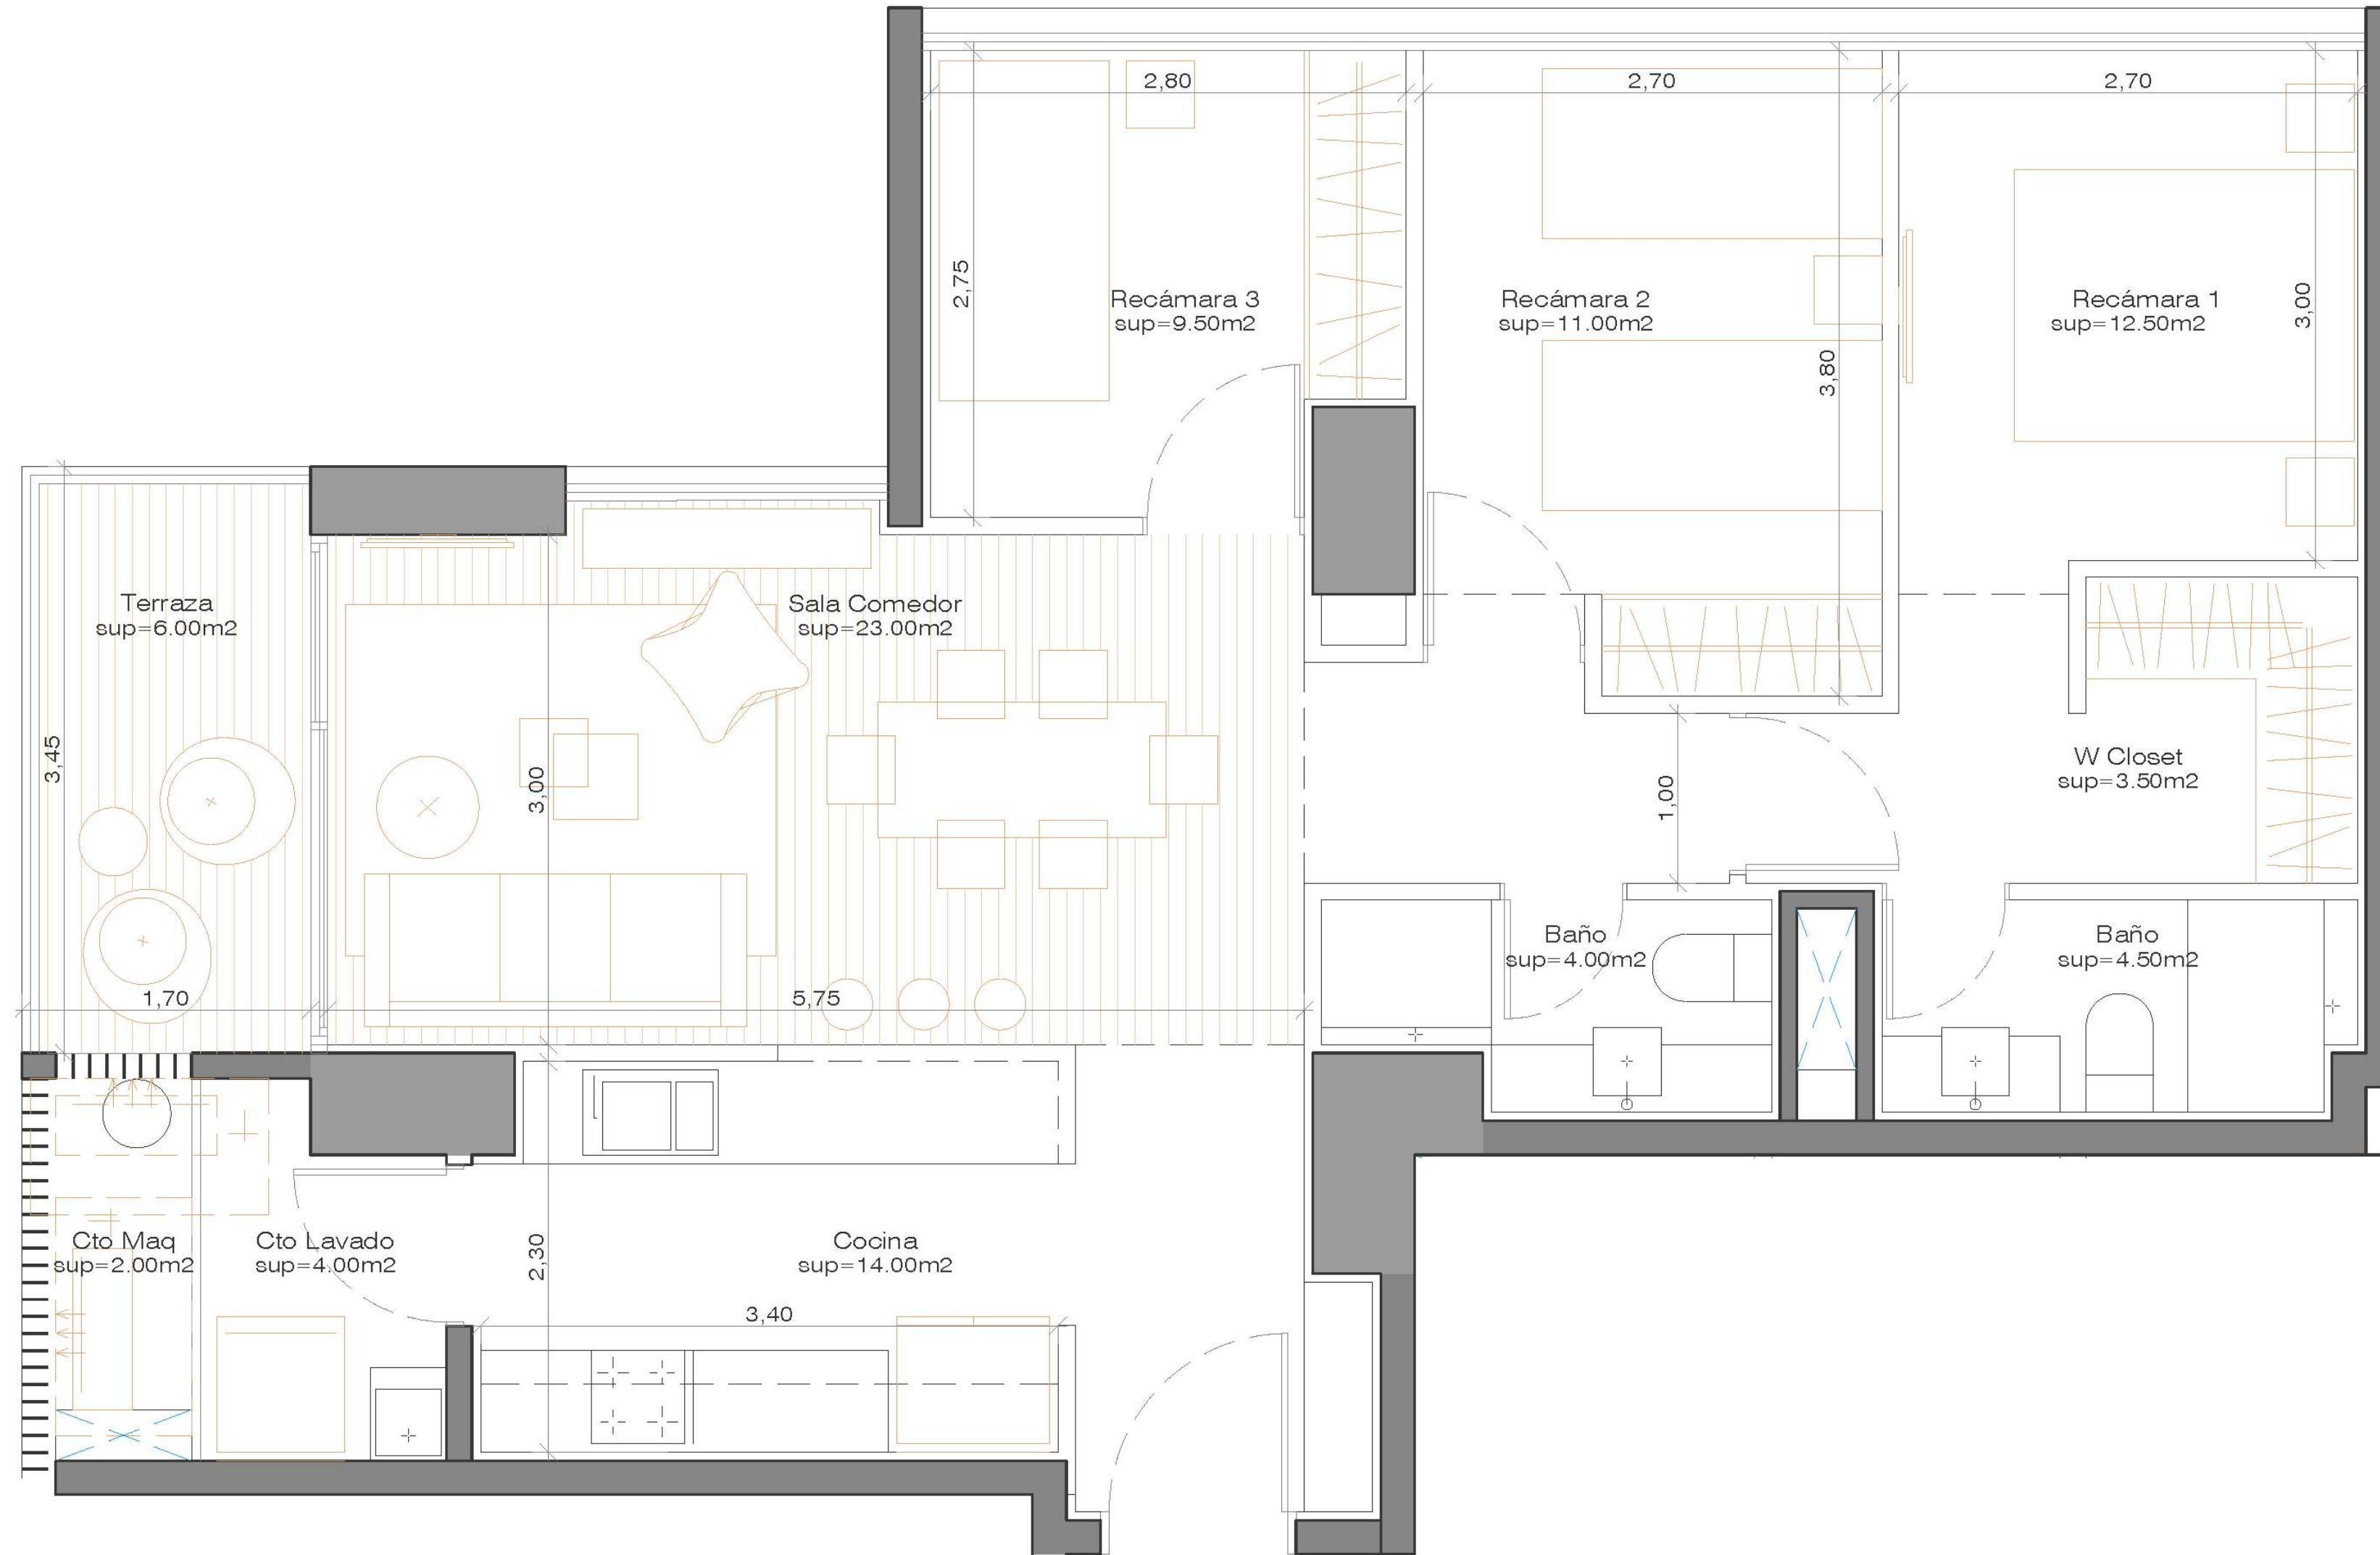 2,80
2,70
2,70
2,75
Recámara 3
sup=9.50m2
Recámara 2
sup=11.00m2
3,80
Recámara 1
sup=12.50m2
3,00
Terraza
sup=6.00m2
Sala Comedor
sup=23.00m2
3,45
3,00
1,00
W Closet
sup=3.50m2
Baño
sup=4.00m2
Baño
sup=4.50m2
1,70
5,75
Cto Maq
sup=2.00m2
Cto Lavado
sup=4.00m2
2,30
Cocina
sup=14.00m2
3,40